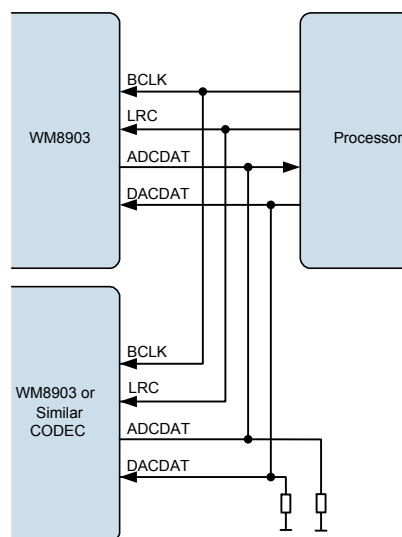 BCLK
LRC
WM8903
Processor
ADCDAT
DACDAT
BCLK
WM8903 or
Similar
CODEC
LRC
ADCDAT
DACDAT